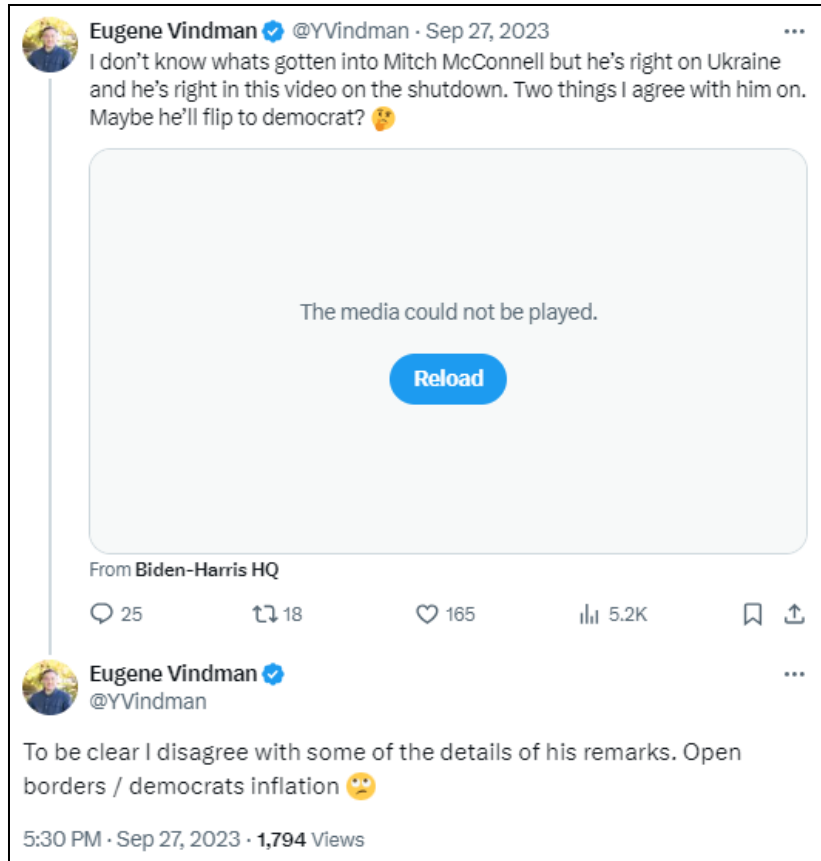 Eugene Vindman @YVindman · Sep 27, 2023
I don't know whats gotten into Mitch McConnell but he's right on Ukraine
and he's right in this video on the shutdown. Two things I agree with him on.
Maybe he'll flip to democrat? 🤔
The media could not be played.
Reload
From Biden-Harris HQ
25 18 165 5.2K
Eugene Vindman
@YVindman
To be clear I disagree with some of the details of his remarks. Open
borders / democrats inflation 🙄
5:30 PM · Sep 27, 2023 · 1,794 Views